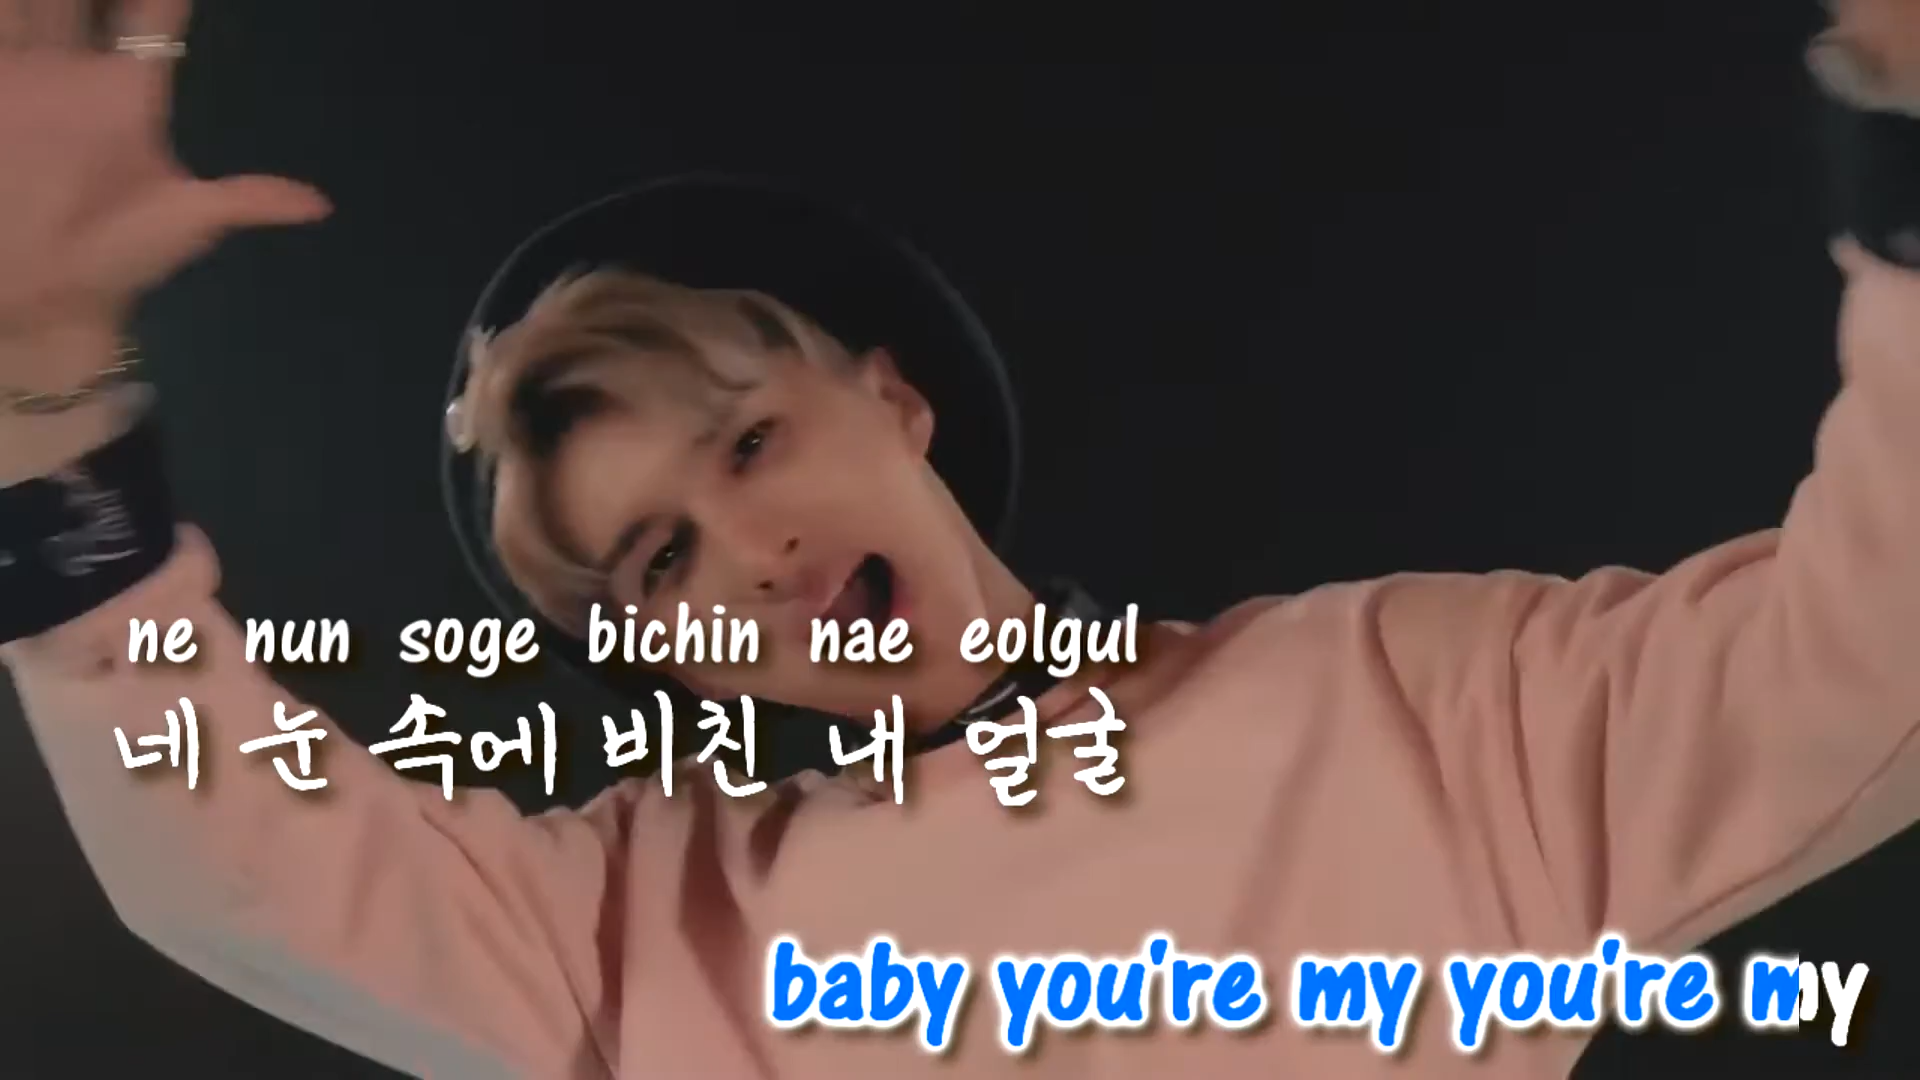 ne nun soge bichin nae eolgul
네 눈 속에 비친 내 얼굴
baby you're my you're my